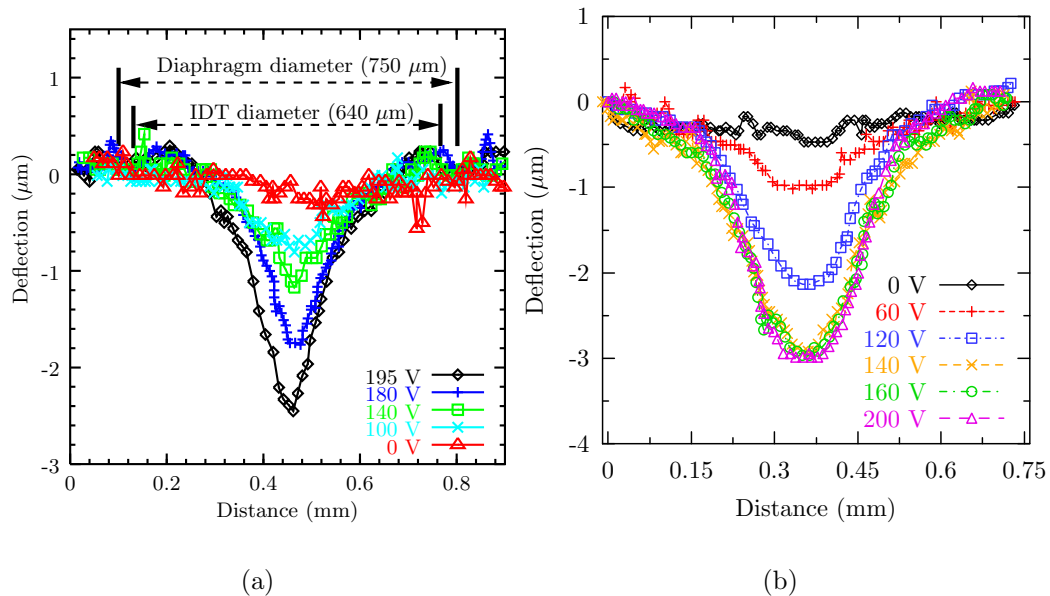 1
0
-1
-2
-3
Deflection (μm)
Diaphragm diameter (750 μm)
IDT diameter (640 μm)
195 V
180 V
140 V
100 V
0 V
0
0.2
0.4
0.6
0.8
Distance (mm)
(a)
1
0
-1
-2
-3
-4
Deflection (μm)
0 V
60 V
120 V
140 V
160 V
200 V
0
0.15
0.3
0.45
0.6
0.75
Distance (mm)
(b)